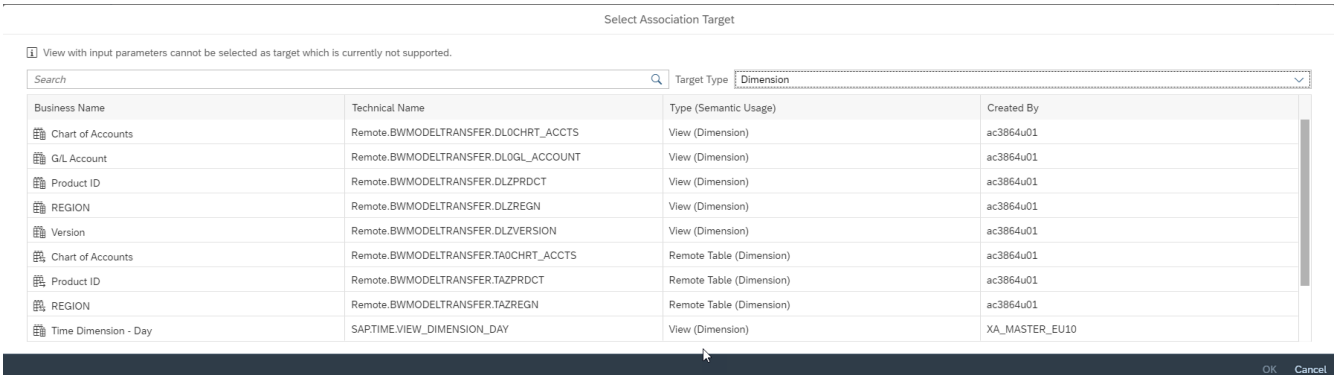 Select Association Target
View with input parameters cannot be selected as target which is currently not supported.
Search Target Type Dimension
Business Name Technical Name Type (Semantic Usage) Created By
Chart of Accounts Remote.BWMODELTRANSFER.DL0CHRT_ACCTS View (Dimension) ac3864u01
G/L Account Remote.BWMODELTRANSFER.DL0GL_ACCOUNT View (Dimension) ac3864u01
Product ID Remote.BWMODELTRANSFER.DLZPRDCT View (Dimension) ac3864u01
REGION Remote.BWMODELTRANSFER.DLZREGN View (Dimension) ac3864u01
Version Remote.BWMODELTRANSFER.DLZVERSION View (Dimension) ac3864u01
Chart of Accounts Remote.BWMODELTRANSFER.TA0CHRT_ACCTS Remote Table (Dimension) ac3864u01
Product ID Remote.BWMODELTRANSFER.TAZPRDCT Remote Table (Dimension) ac3864u01
REGION Remote.BWMODELTRANSFER.TAZREGN Remote Table (Dimension) ac3864u01
Time Dimension - Day SAP.TIME.VIEW_DIMENSION_DAY View (Dimension) XA_MASTER_EU10
OK Cancel